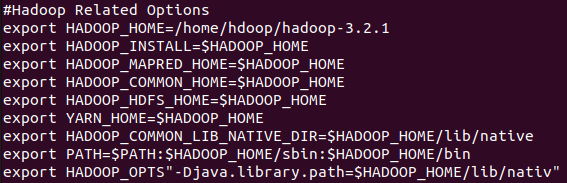 #Hadoop Related Options
export HADOOP_HOME=/home/hdoop/hadoop-3.2.1
export HADOOP_INSTALL=$HADOOP_HOME
export HADOOP_MAPRED_HOME=$HADOOP_HOME
export HADOOP_COMMON_HOME=$HADOOP_HOME
export HADOOP_HDFS_HOME=$HADOOP_HOME
export YARN_HOME=$HADOOP_HOME
export HADOOP_COMMON_LIB_NATIVE_DIR=$HADOOP_HOME/lib/native
export PATH=$PATH:$HADOOP_HOME/sbin:$HADOOP_HOME/bin
export HADOOP_OPTS"-Djava.library.path=$HADOOP_HOME/lib/nativ"